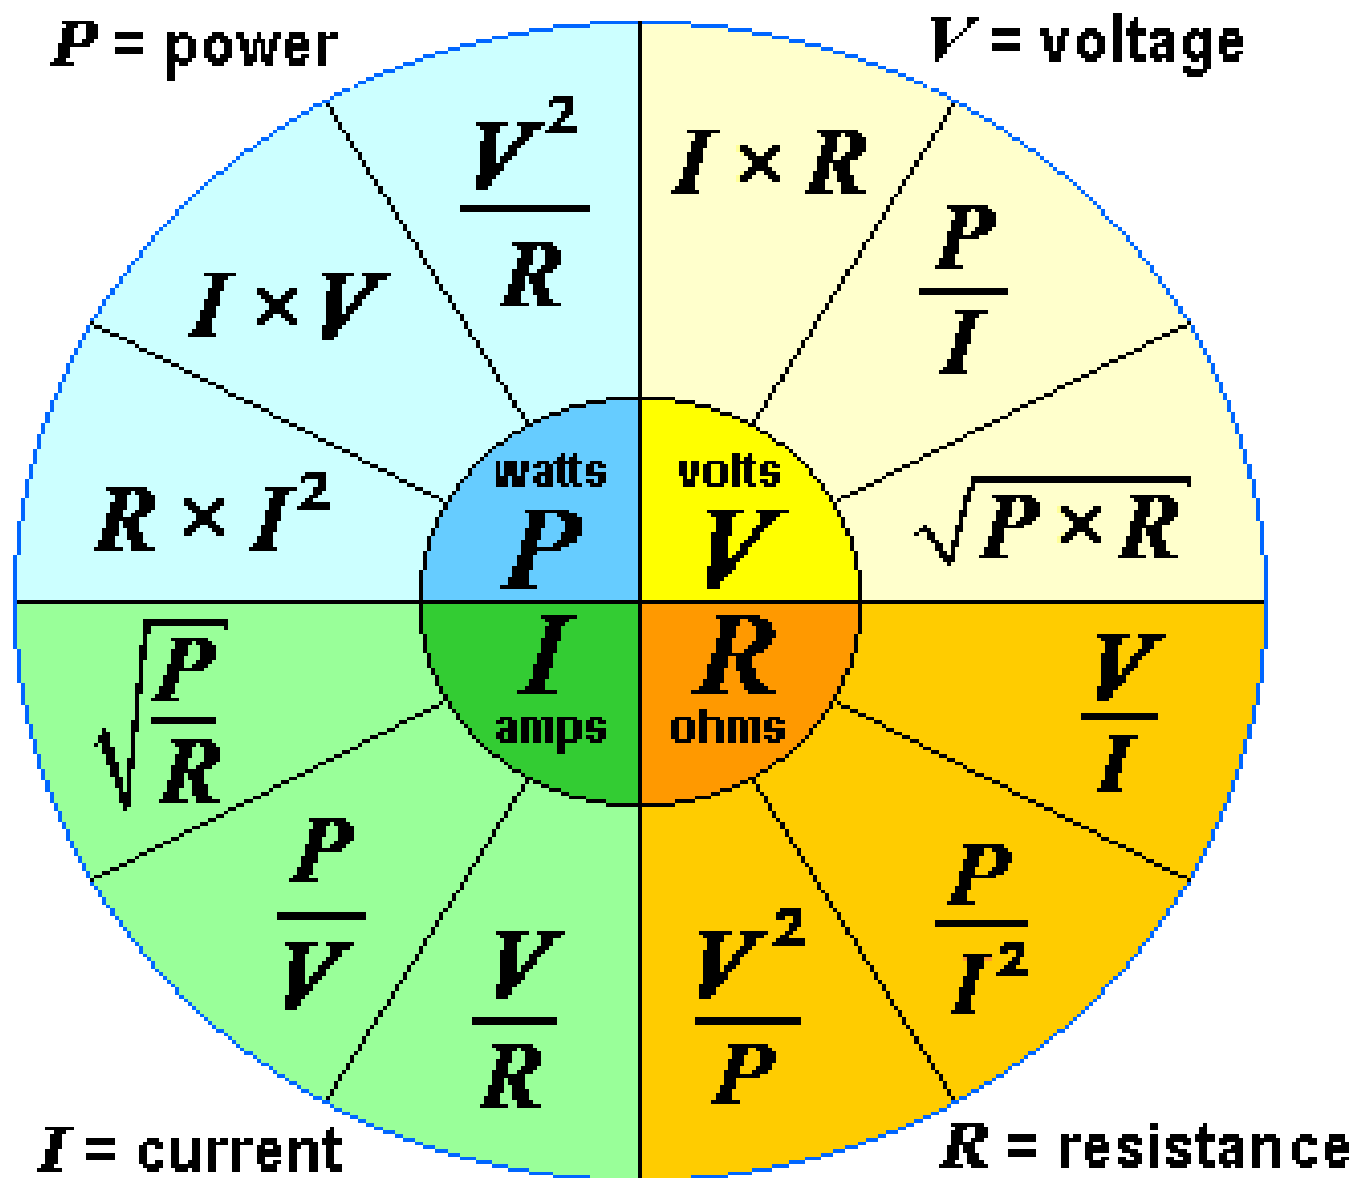 P = power
V = voltage
V²/R
I × R
I × V
P/I
R × I²
√(P × R)
watts
P
volts
V
I
amps
R
ohms
√(P/R)
V/I
P/V
P/I²
V/R
V²/P
I = current
R = resistance